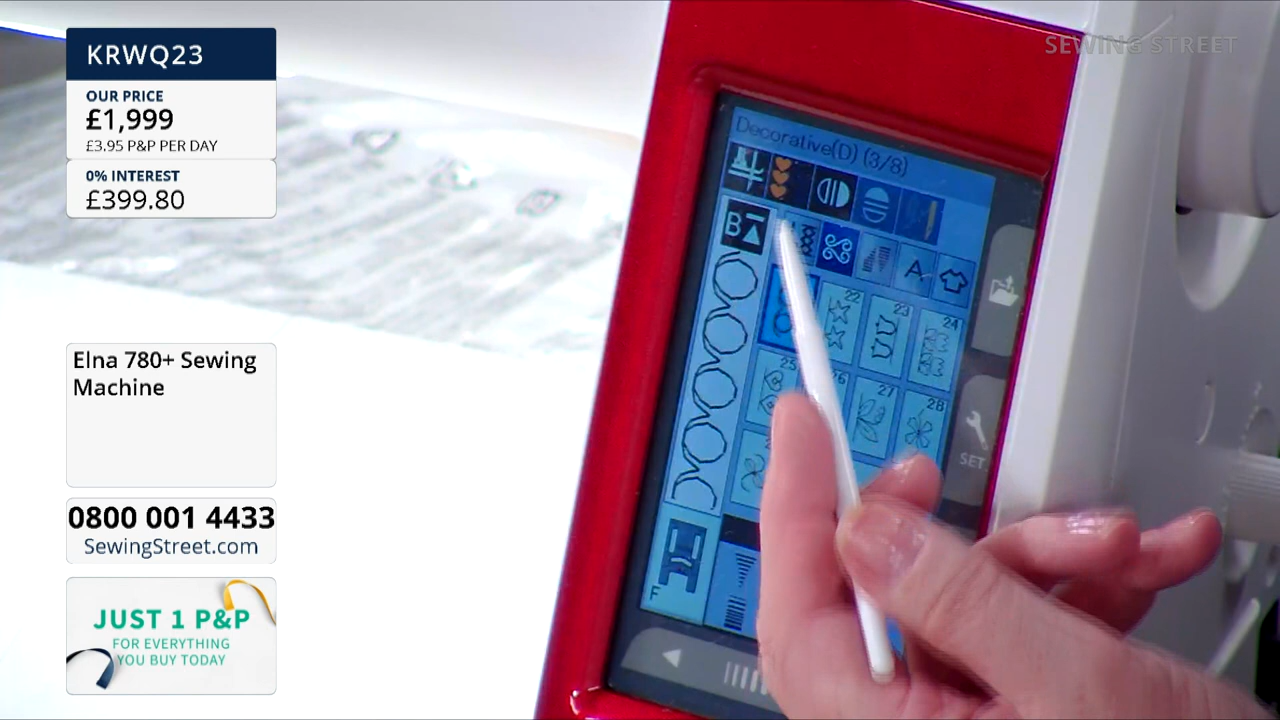 KRWQ23
OUR PRICE
£1,999
£3.95 P&P PER DAY
0% INTEREST
£399.80
Elna 780+ Sewing
Machine
0800 001 4433
SewingStreet.com
JUST 1 P&P
FOR EVERYTHING
YOU BUY TODAY
SEWING STREET
Decorative(D) (3/8)
B
A
22
23
24
25
26
27
28
F
SET